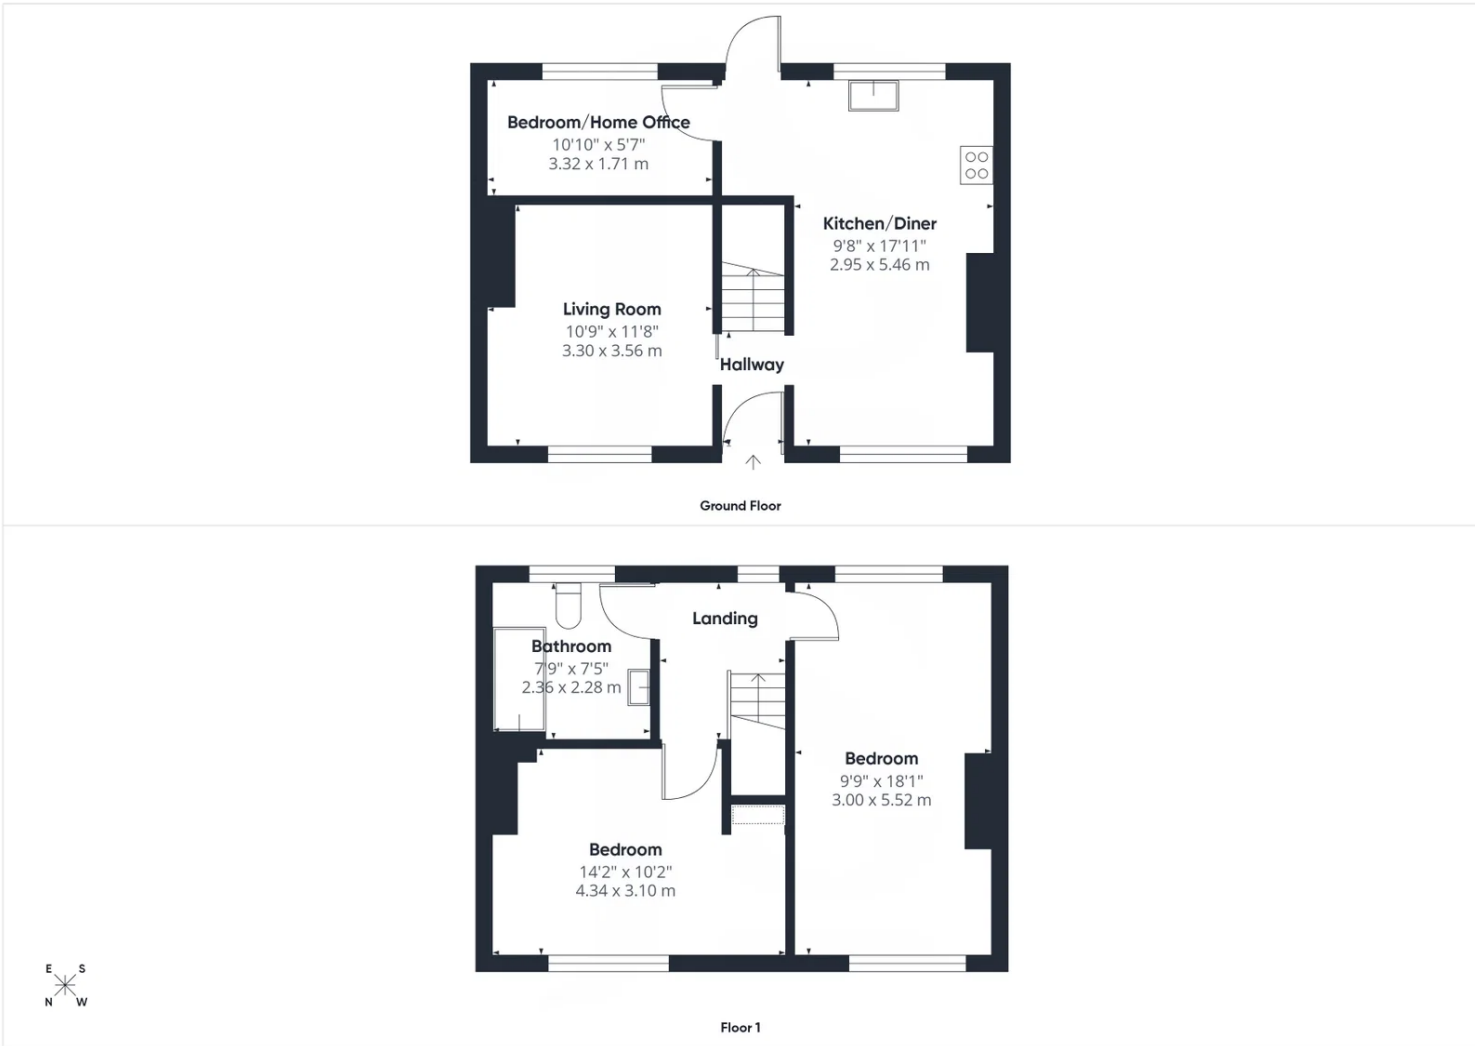 Bedroom/Home Office
10'10" x 5'7"
3.32 x 1.71 m
Kitchen/Diner
9'8" x 17'11"
2.95 x 5.46 m
Living Room
10'9" x 11'8"
3.30 x 3.56 m
Hallway
Ground Floor
Landing
Bathroom
7'9" x 7'5"
2.36 x 2.28 m
Bedroom
9'9" x 18'1"
3.00 x 5.52 m
Bedroom
14'2" x 10'2"
4.34 x 3.10 m
E S
N W
Floor 1